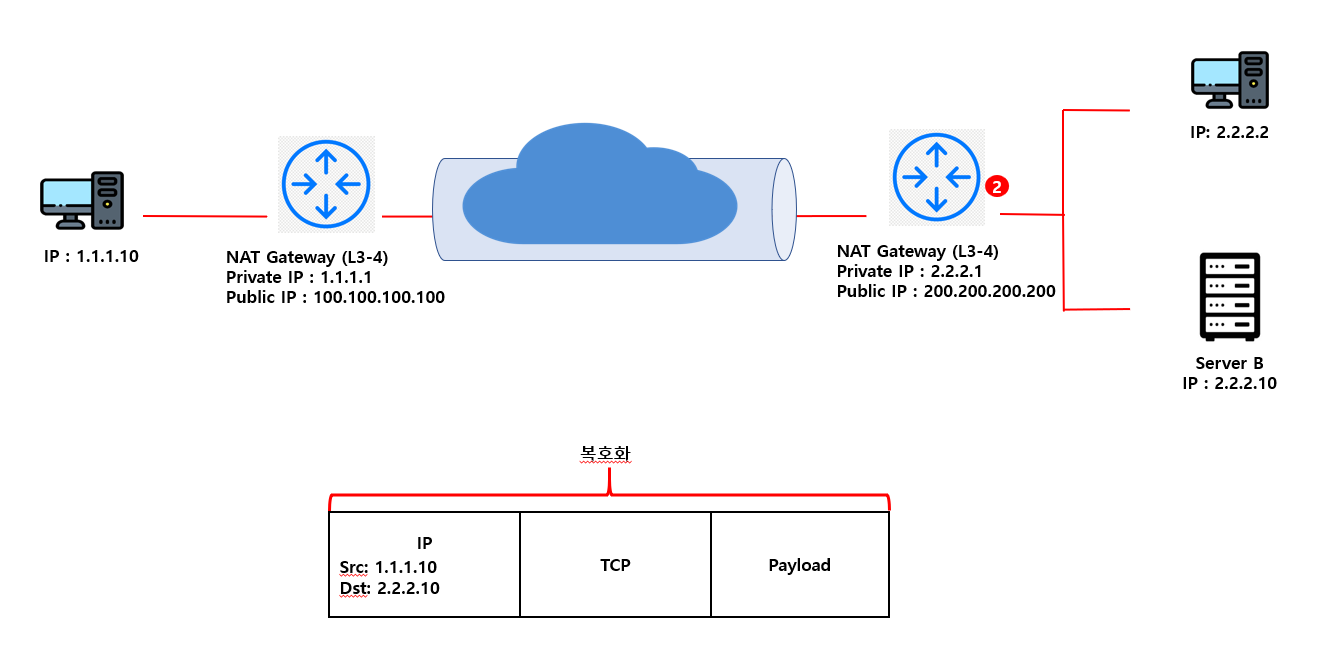 IP: 2.2.2.2
2
IP : 1.1.1.10
NAT Gateway (L3-4)
Private IP : 1.1.1.1
Public IP : 100.100.100.100
NAT Gateway (L3-4)
Private IP : 2.2.2.1
Public IP : 200.200.200.200
Server B
IP : 2.2.2.10
복호화
IP
Src: 1.1.1.10
Dst: 2.2.2.10
TCP
Payload